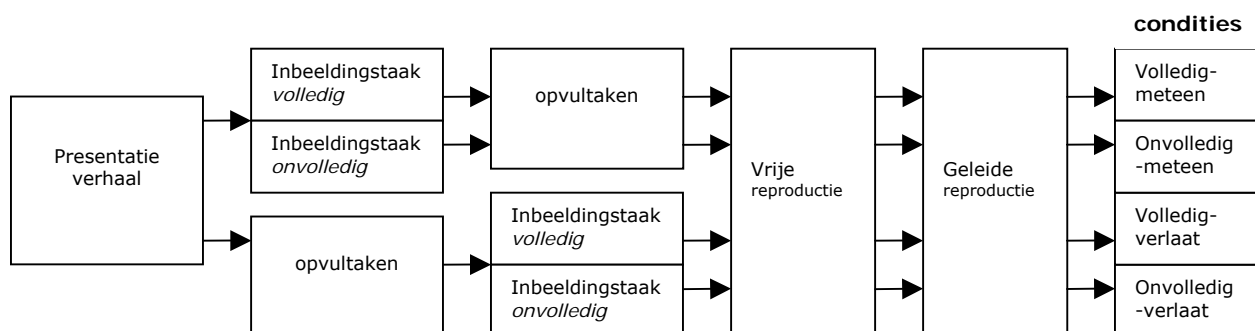 condities
Presentatie
verhaal
Inbeeldingstaak
volledig
Inbeeldingstaak
onvolledig
opvultaken
opvultaken
Inbeeldingstaak
volledig
Inbeeldingstaak
onvolledig
Vrije
reproductie
Geleide
reproductie
Volledig-
meteen
Onvolledig
-meteen
Volledig-
verlaat
Onvolledig
-verlaat